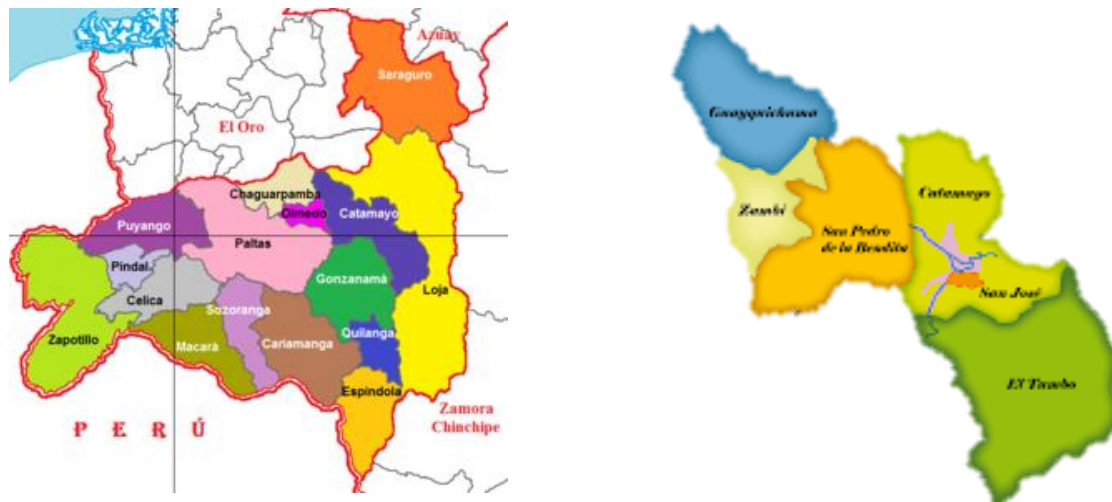 Azuay
Saraguro
El Oro
Chaguarpamba
Olmedo
Catamayo
Puyango
Paltas
Pindal
Gonzanamá
Celica
Loja
Sozoranga
Zapotillo
Macará
Cariamanga
Quilanga
Espindola
Zamora
Chinchipe
P E R Ú
Guayquichuma
Catamayo
Zambi
San Pedro
de la Bendita
San José
El Tambo